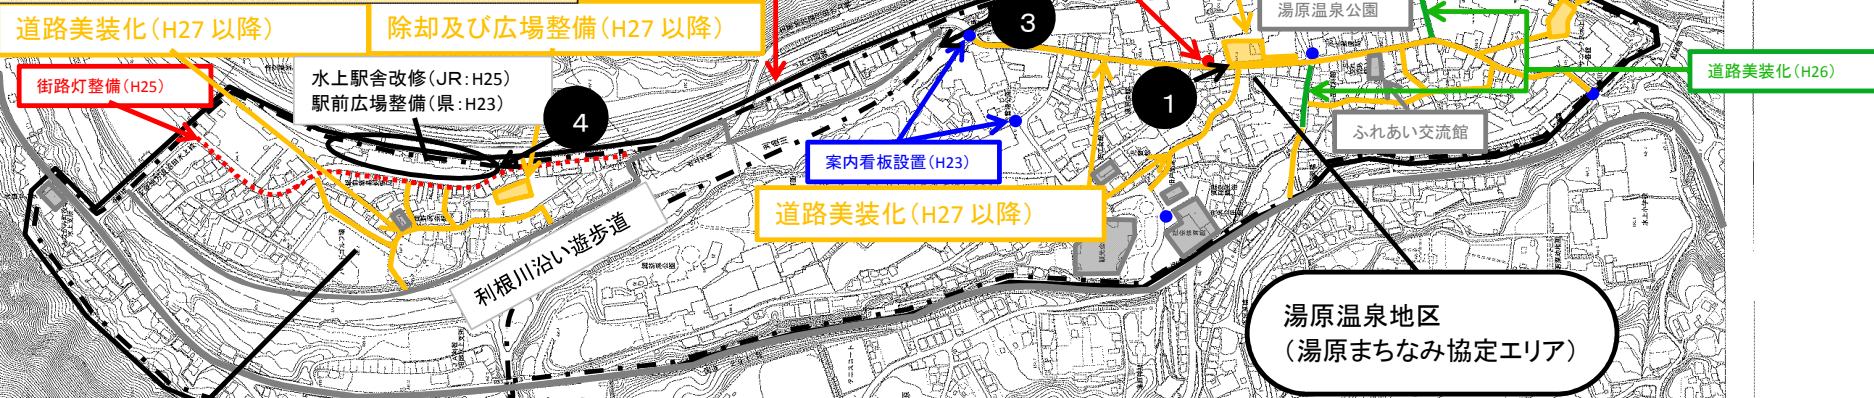 道路美装化(H27 以降)
除却及び広場整備(H27 以降)
3
湯原温泉公園
街路灯整備(H25)
水上駅舎改修(JR:H25)
駅前広場整備(県:H23)
4
1
道路美装化(H26)
ふれあい交流館
案内看板設置(H23)
道路美装化(H27 以降)
利根川沿い遊歩道
湯原温泉地区
(湯原まちなみ協定エリア)